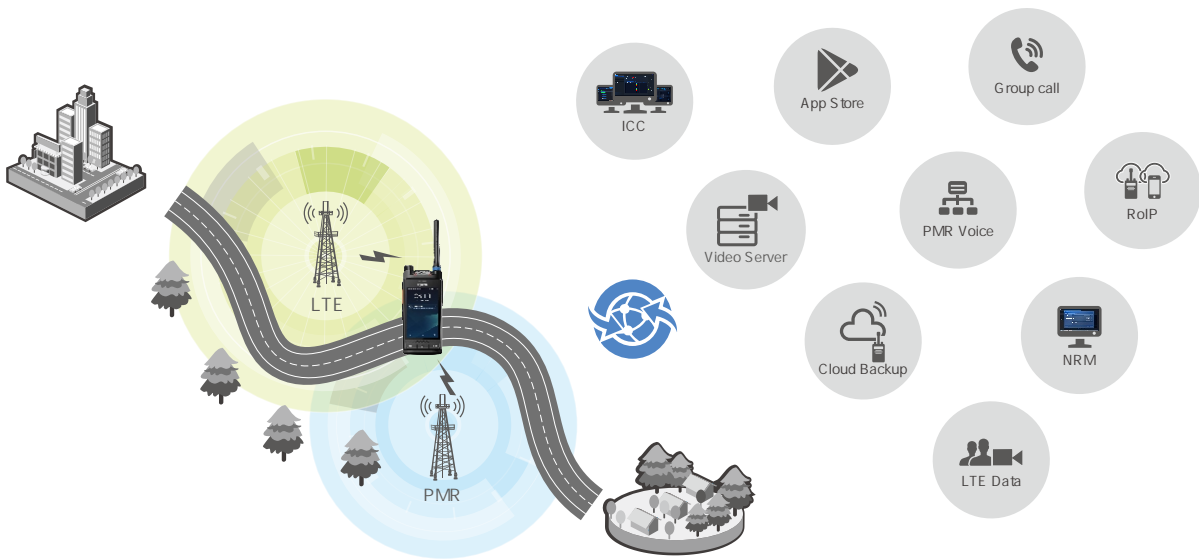 ICC
App Store
Group call
Video Server
PMR Voice
RoIP
LTE
Cloud Backup
NRM
PMR
LTE Data